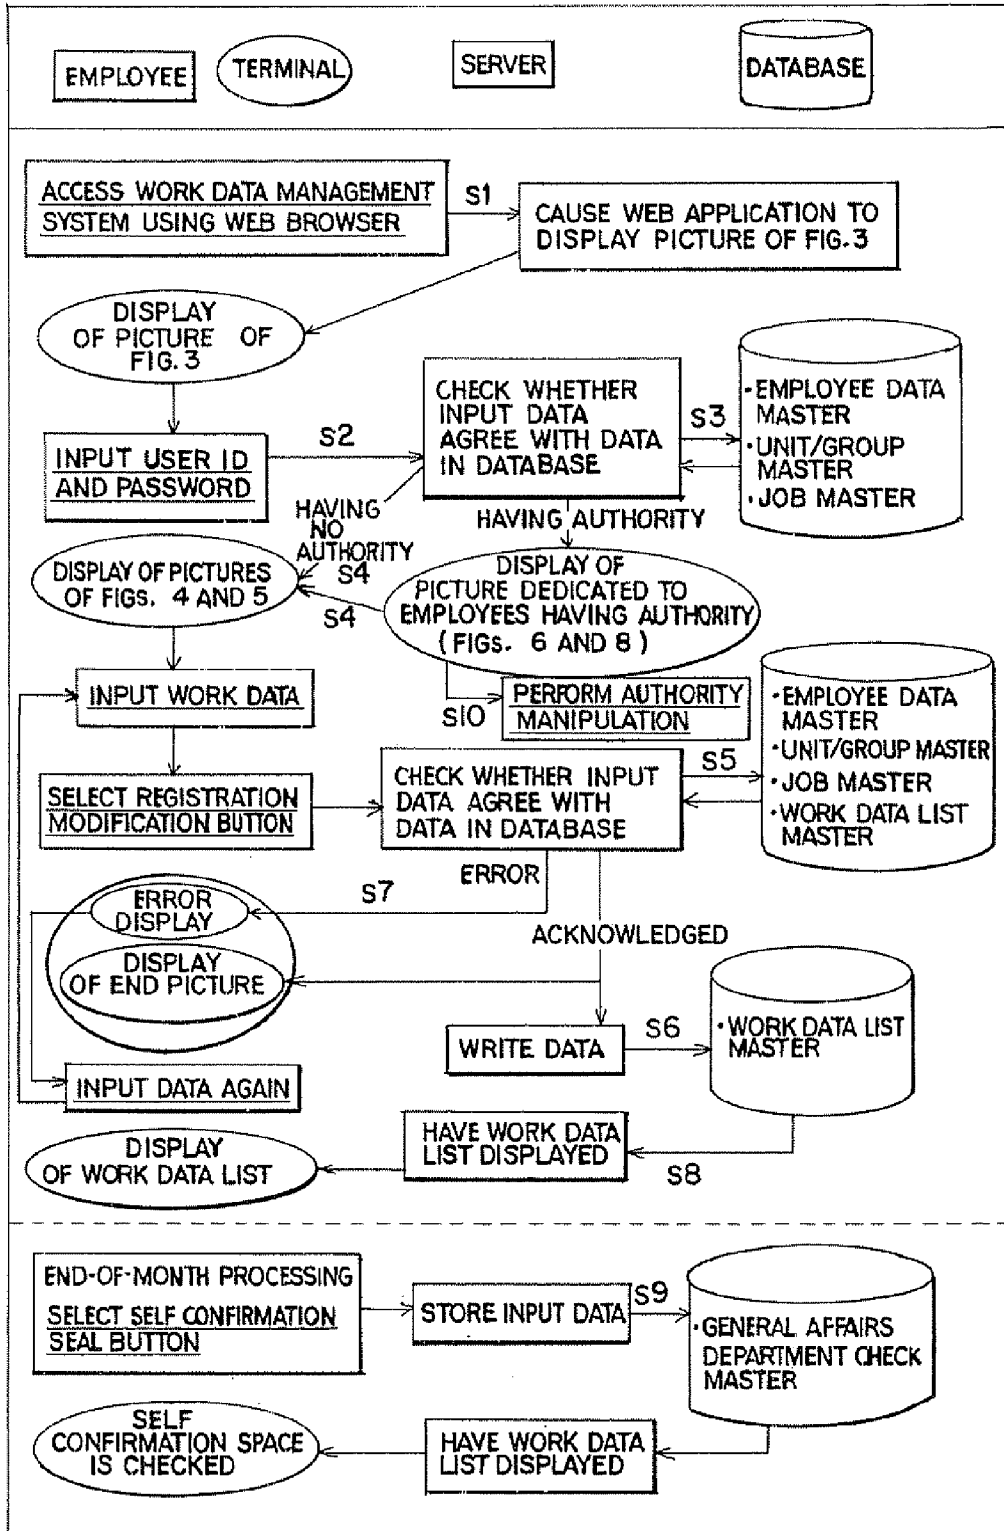 EMPLOYEE
TERMINAL
SERVER
DATABASE
ACCESS WORK DATA MANAGEMENT
SYSTEM USING WEB BROWSER
S1
CAUSE WEB APPLICATION TO
DISPLAY PICTURE OF FIG.3
DISPLAY
OF PICTURE OF
FIG.3
INPUT USER ID
AND PASSWORD
S2
CHECK WHETHER
INPUT DATA
AGREE WITH DATA
IN DATABASE
S3
·EMPLOYEE DATA
MASTER
·UNIT/GROUP
MASTER
·JOB MASTER
HAVING
NO
AUTHORITY
S4
HAVING AUTHORITY
DISPLAY OF PICTURES
OF FIGS. 4 AND 5
S4
DISPLAY OF
PICTURE DEDICATED TO
EMPLOYEES HAVING AUTHORITY
(FIGS. 6 AND 8)
S10
PERFORM AUTHORITY
MANIPULATION
INPUT WORK DATA
SELECT REGISTRATION
MODIFICATION BUTTON
CHECK WHETHER INPUT
DATA AGREE WITH
DATA IN DATABASE
S5
·EMPLOYEE DATA
MASTER
·UNIT/GROUP MASTER
·JOB MASTER
·WORK DATA LIST
MASTER
ERROR
S7
ERROR
DISPLAY
ACKNOWLEDGED
DISPLAY
OF END PICTURE
WRITE DATA
S6
·WORK DATA LIST
MASTER
INPUT DATA AGAIN
HAVE WORK DATA
LIST DISPLAYED
S8
DISPLAY
OF WORK DATA LIST
END-OF-MONTH PROCESSING
SELECT SELF CONFIRMATION
SEAL BUTTON
STORE INPUT DATA
S9
·GENERAL AFFAIRS
DEPARTMENT CHECK
MASTER
SELF
CONFIRMATION SPACE
IS CHECKED
HAVE WORK DATA
LIST DISPLAYED